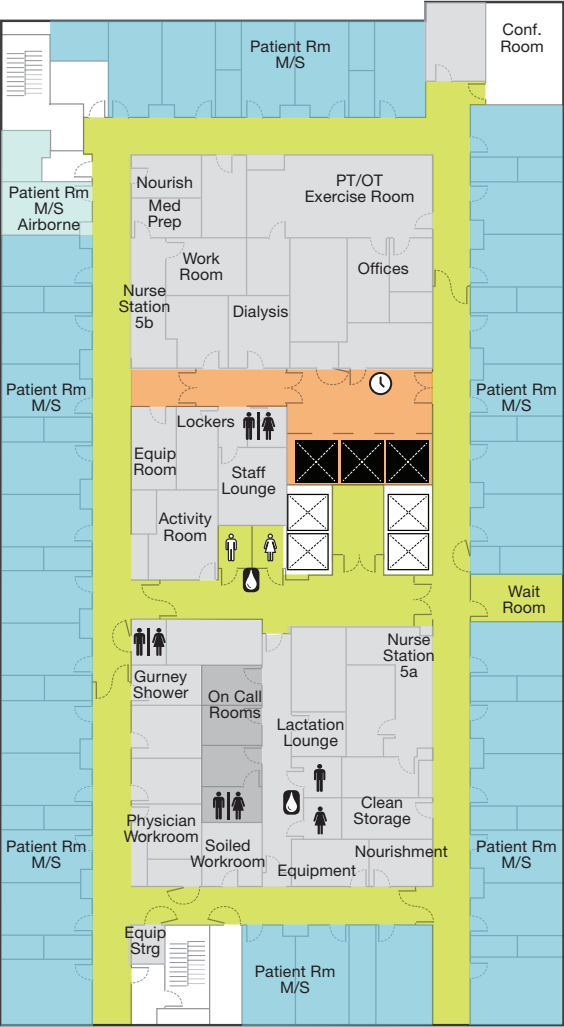 Conf.
Room
Patient Rm
M/S
Patient Rm
M/S
Airborne
Nourish
Med
Prep
PT/OT
Exercise Room
Work
Room
Offices
Nurse
Station
5b
Dialysis
Patient Rm
M/S
Patient Rm
M/S
Lockers
Equip
Room
Staff
Lounge
Activity
Room
Wait
Room
Nurse
Station
5a
Gurney
Shower
On Call
Rooms
Lactation
Lounge
Clean
Storage
Physician
Workroom
Soiled
Workroom
Nourishment
Equipment
Patient Rm
M/S
Patient Rm
M/S
Equip
Strg
Patient Rm
M/S